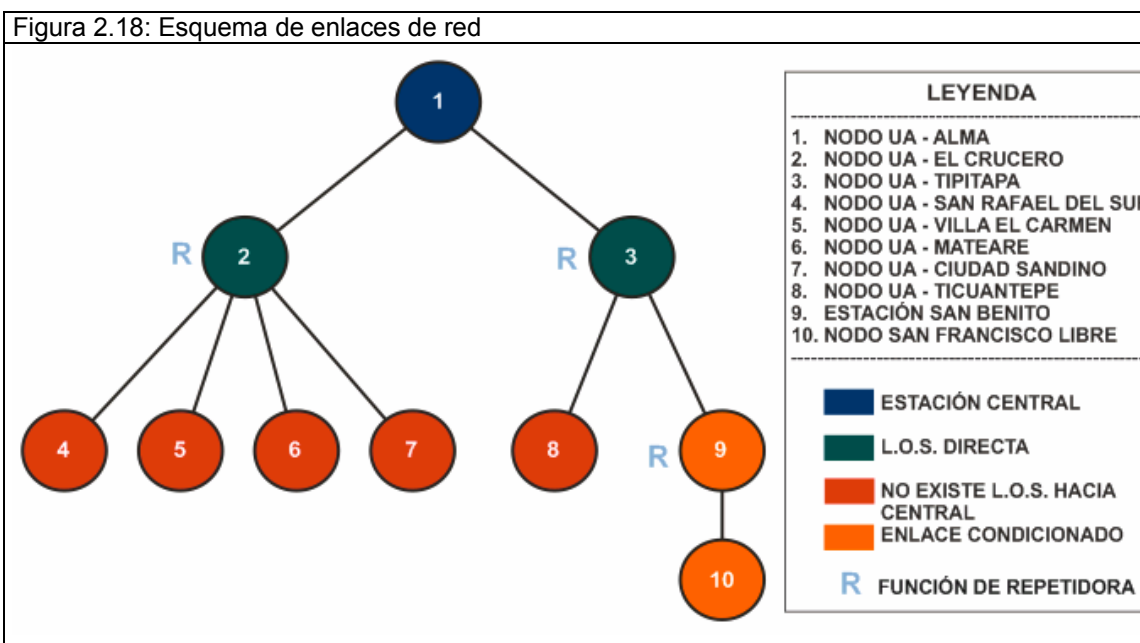 Figura 2.18: Esquema de enlaces de red
1
R 2
R 3
4 5 6 7 8
R 9
10
LEYENDA
1. NODO UA - ALMA
2. NODO UA - EL CRUCERO
3. NODO UA - TIPITAPA
4. NODO UA - SAN RAFAEL DEL SUR
5. NODO UA - VILLA EL CARMEN
6. NODO UA - MATEARE
7. NODO UA - CIUDAD SANDINO
8. NODO UA - TICUANTEPE
9. ESTACIÓN SAN BENITO
10. NODO SAN FRANCISCO LIBRE
ESTACIÓN CENTRAL
L.O.S. DIRECTA
NO EXISTE L.O.S. HACIA
CENTRAL
ENLACE CONDICIONADO
R FUNCIÓN DE REPETIDORA